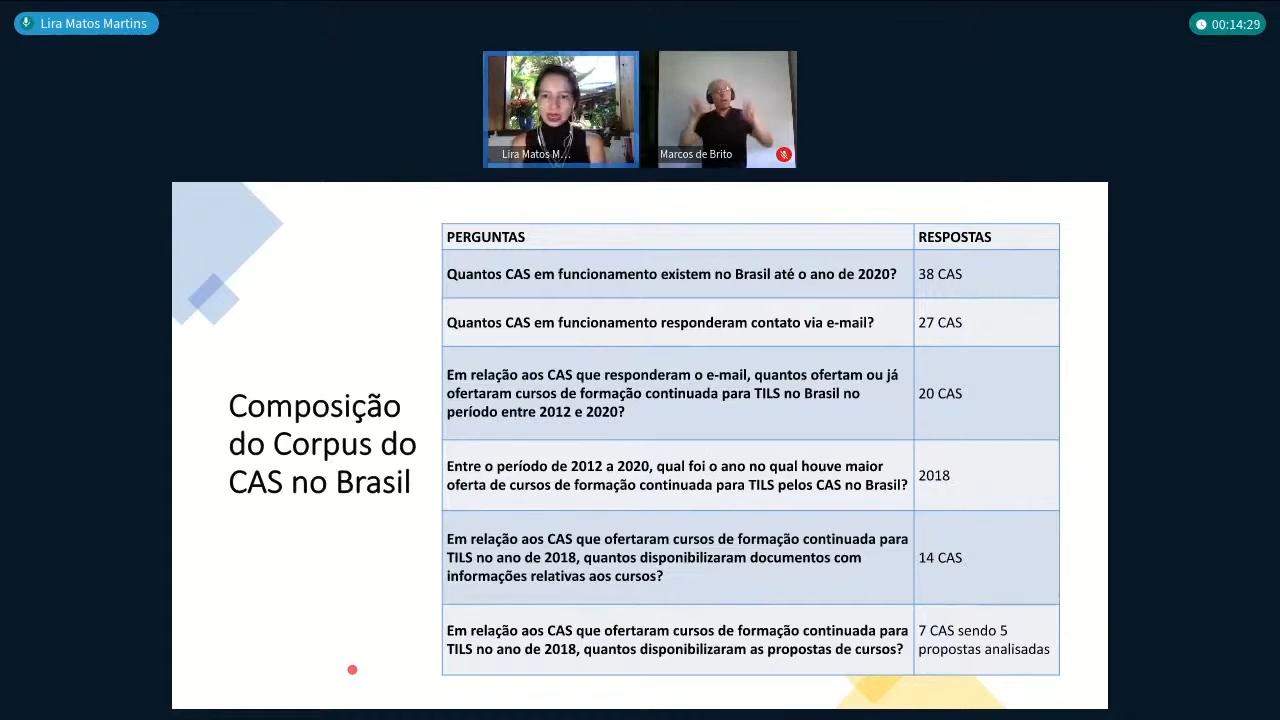 Lira Matos Martins
00:14:29
Lira Matos M...
Marcos de Brito
Composição
do Corpus do
CAS no Brasil
PERGUNTAS
RESPOSTAS
Quantos CAS em funcionamento existem no Brasil até o ano de 2020?
38 CAS
Quantos CAS em funcionamento responderam contato via e-mail?
27 CAS
Em relação aos CAS que responderam o e-mail, quantos ofertam ou já
ofertaram cursos de formação continuada para TILS no Brasil no
período entre 2012 e 2020?
20 CAS
Entre o período de 2012 a 2020, qual foi o ano no qual houve maior
oferta de cursos de formação continuada para TILS pelos CAS no Brasil?
2018
Em relação aos CAS que ofertaram cursos de formação continuada para
TILS no ano de 2018, quantos disponibilizaram documentos com
informações relativas aos cursos?
14 CAS
Em relação aos CAS que ofertaram cursos de formação continuada para
TILS no ano de 2018, quantos disponibilizaram as propostas de cursos?
7 CAS sendo 5
propostas analisadas